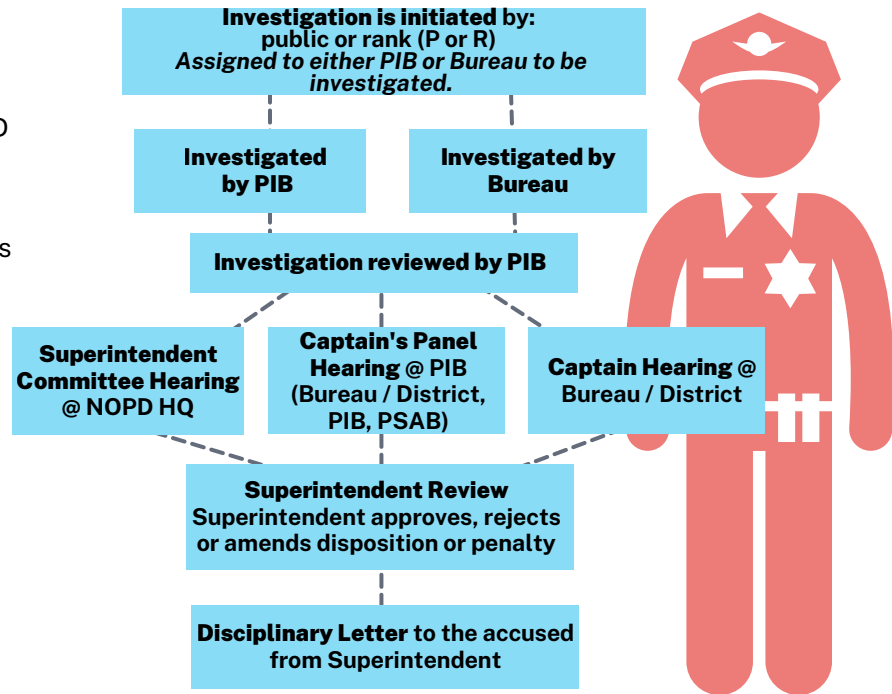 Investigation is initiated by:
public or rank (P or R)
Assigned to either PIB or Bureau to be
investigated.
Investigated
by PIB
Investigated by
Bureau
Investigation reviewed by PIB
Superintendent
Committee Hearing
@ NOPD HQ
Captain's Panel
Hearing @ PIB
(Bureau / District,
PIB, PSAB)
Captain Hearing @
Bureau / District
Superintendent Review
Superintendent approves, rejects
or amends disposition or penalty
Disciplinary Letter to the accused
from Superintendent